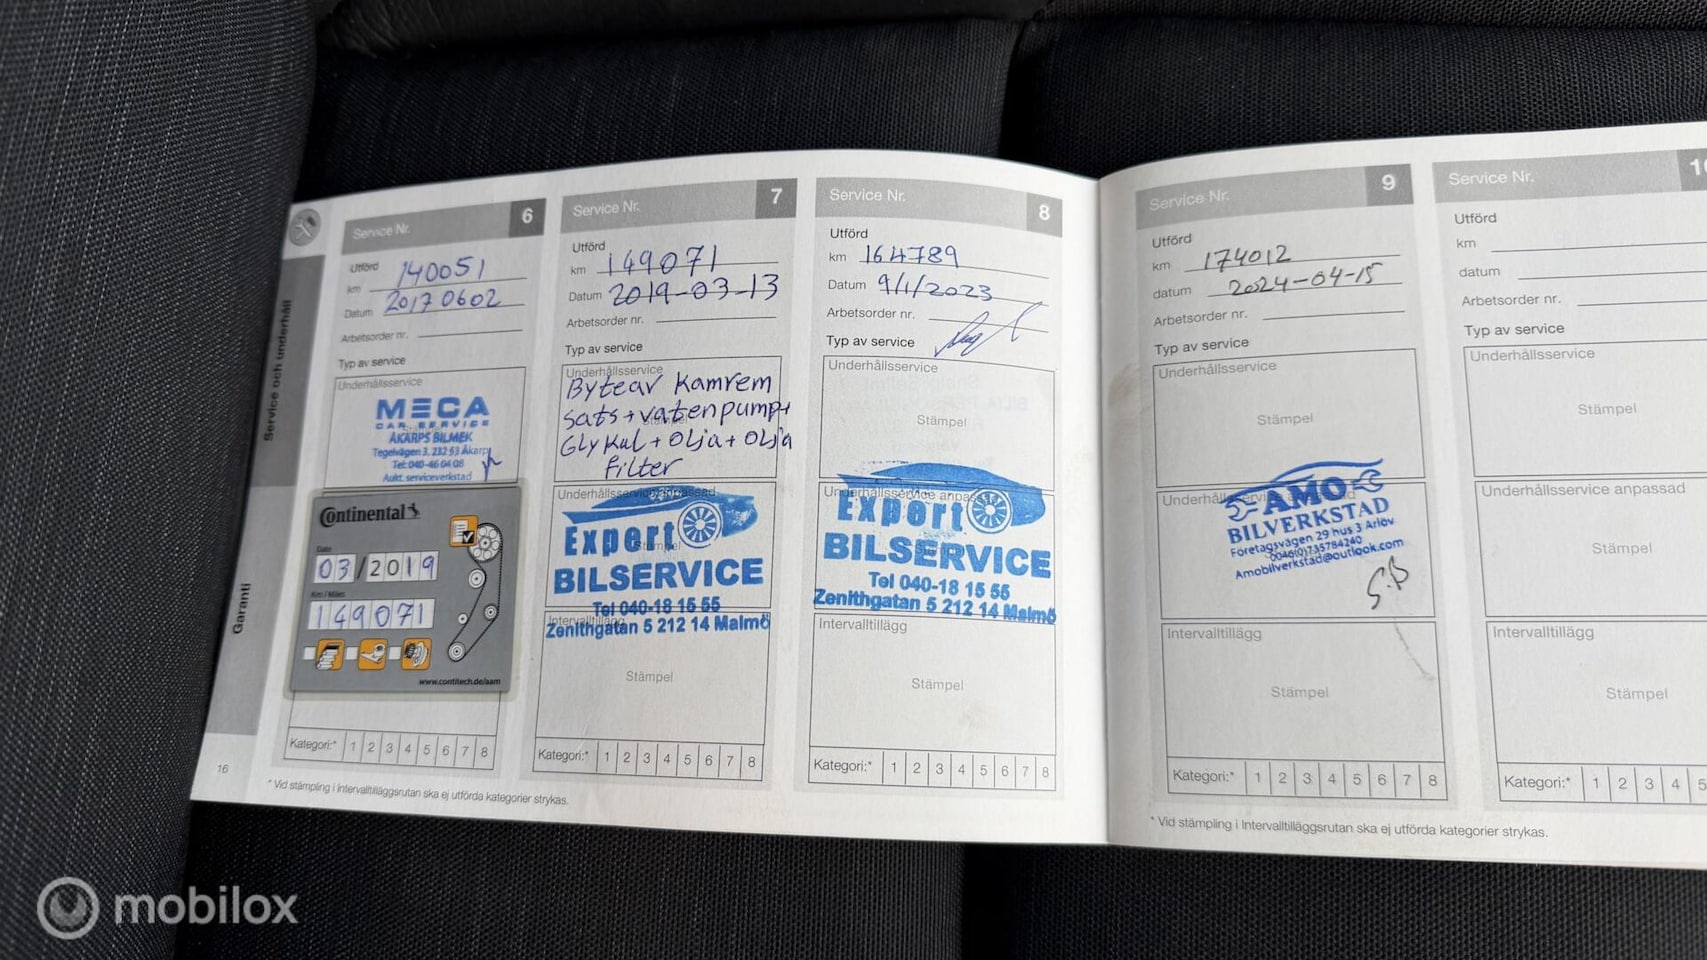 Service och underhåll
Garanti
16
Service Nr. 6
Utförd
km 140051
Datum 20170602
Arbetsorder nr.
Typ av service
Underhållsservice
MECA
CAR SERVICE
ÅKARPS BILMEK
Tegelvägen 3, 232 53 Åkarp
Tel: 040-46 04 08
Aukt. serviceverkstad
Continental
Date
03/2019
Km / Miles
149071
www.contitech.de/aam
Kategori:* 1 2 3 4 5 6 7 8
Service Nr. 7
Utförd
km 149071
Datum 2019-03-13
Arbetsorder nr.
Typ av service
Underhållsservice
Bytear Kamrem
sats + vatenpump +
Glykul + olja + olja
filter
Underhållsservice anpassad
Stämpel
Expert
BILSERVICE
Tel 040-18 15 55
Intervalltillägg
Zenithgatan 5 212 14 Malmö
Stämpel
Kategori:* 1 2 3 4 5 6 7 8
* Vid stämpling i Intervalltilläggsrutan ska ej utförda kategorier strykas.
Service Nr. 8
Utförd
km 164789
Datum 9/1/2023
Arbetsorder nr.
Typ av service
Underhållsservice
Stämpel
Underhållsservice anpassad
Expert
BILSERVICE
Tel 040-18 15 55
Zenithgatan 5 212 14 Malmö
Intervalltillägg
Stämpel
Kategori:* 1 2 3 4 5 6 7 8
Service Nr. 9
Utförd
km 174012
datum 2024-04-15
Arbetsorder nr.
Typ av service
Underhållsservice
Stämpel
Underhållsservice anpassad
AMO
BILVERKSTAD
Företagsvägen 29 hus 3 Arlöv
0046(0)735784240
Amobilverkstad@outlook.com
Intervalltillägg
Stämpel
Kategori:* 1 2 3 4 5 6 7 8
* Vid stämpling i Intervalltilläggsrutan ska ej utförda kategorier strykas.
Service Nr. 10
Utförd
km
datum
Arbetsorder nr.
Typ av service
Underhållsservice
Stämpel
Underhållsservice anpassad
Stämpel
Intervalltillägg
Stämpel
Kategori:* 1 2 3 4 5
mobilox